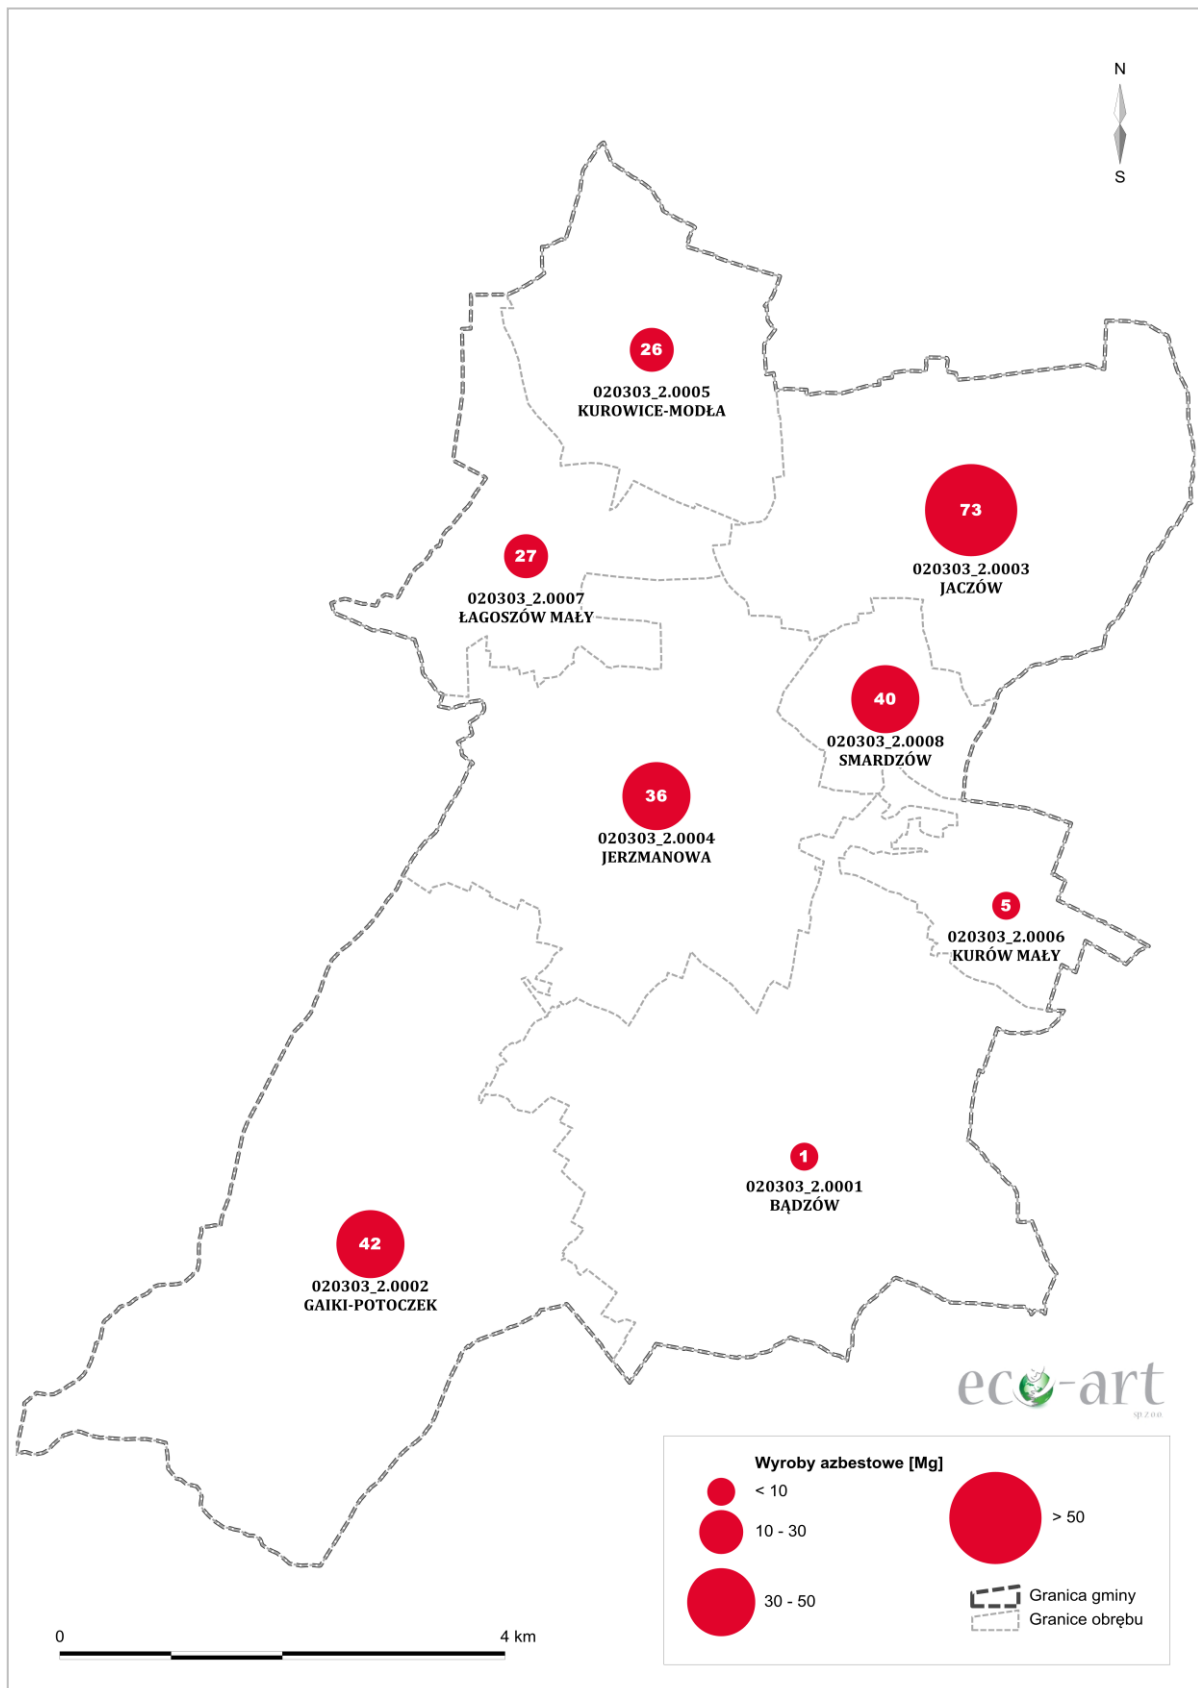 N
S
26
020303_2.0005
KUROWICE-MODŁA
73
020303_2.0003
JACZÓW
27
020303_2.0007
ŁAGOSZÓW MAŁY
40
020303_2.0008
SMARDZÓW
36
020303_2.0004
JERZMANOWA
5
020303_2.0006
KURÓW MAŁY
1
020303_2.0001
BĄDZÓW
42
020303_2.0002
GAIKI-POTOCZEK
eco-art
sp. z o.o.
Wyroby azbestowe [Mg]
< 10
10 - 30
30 - 50
> 50
Granica gminy
Granice obrębu
0 4 km